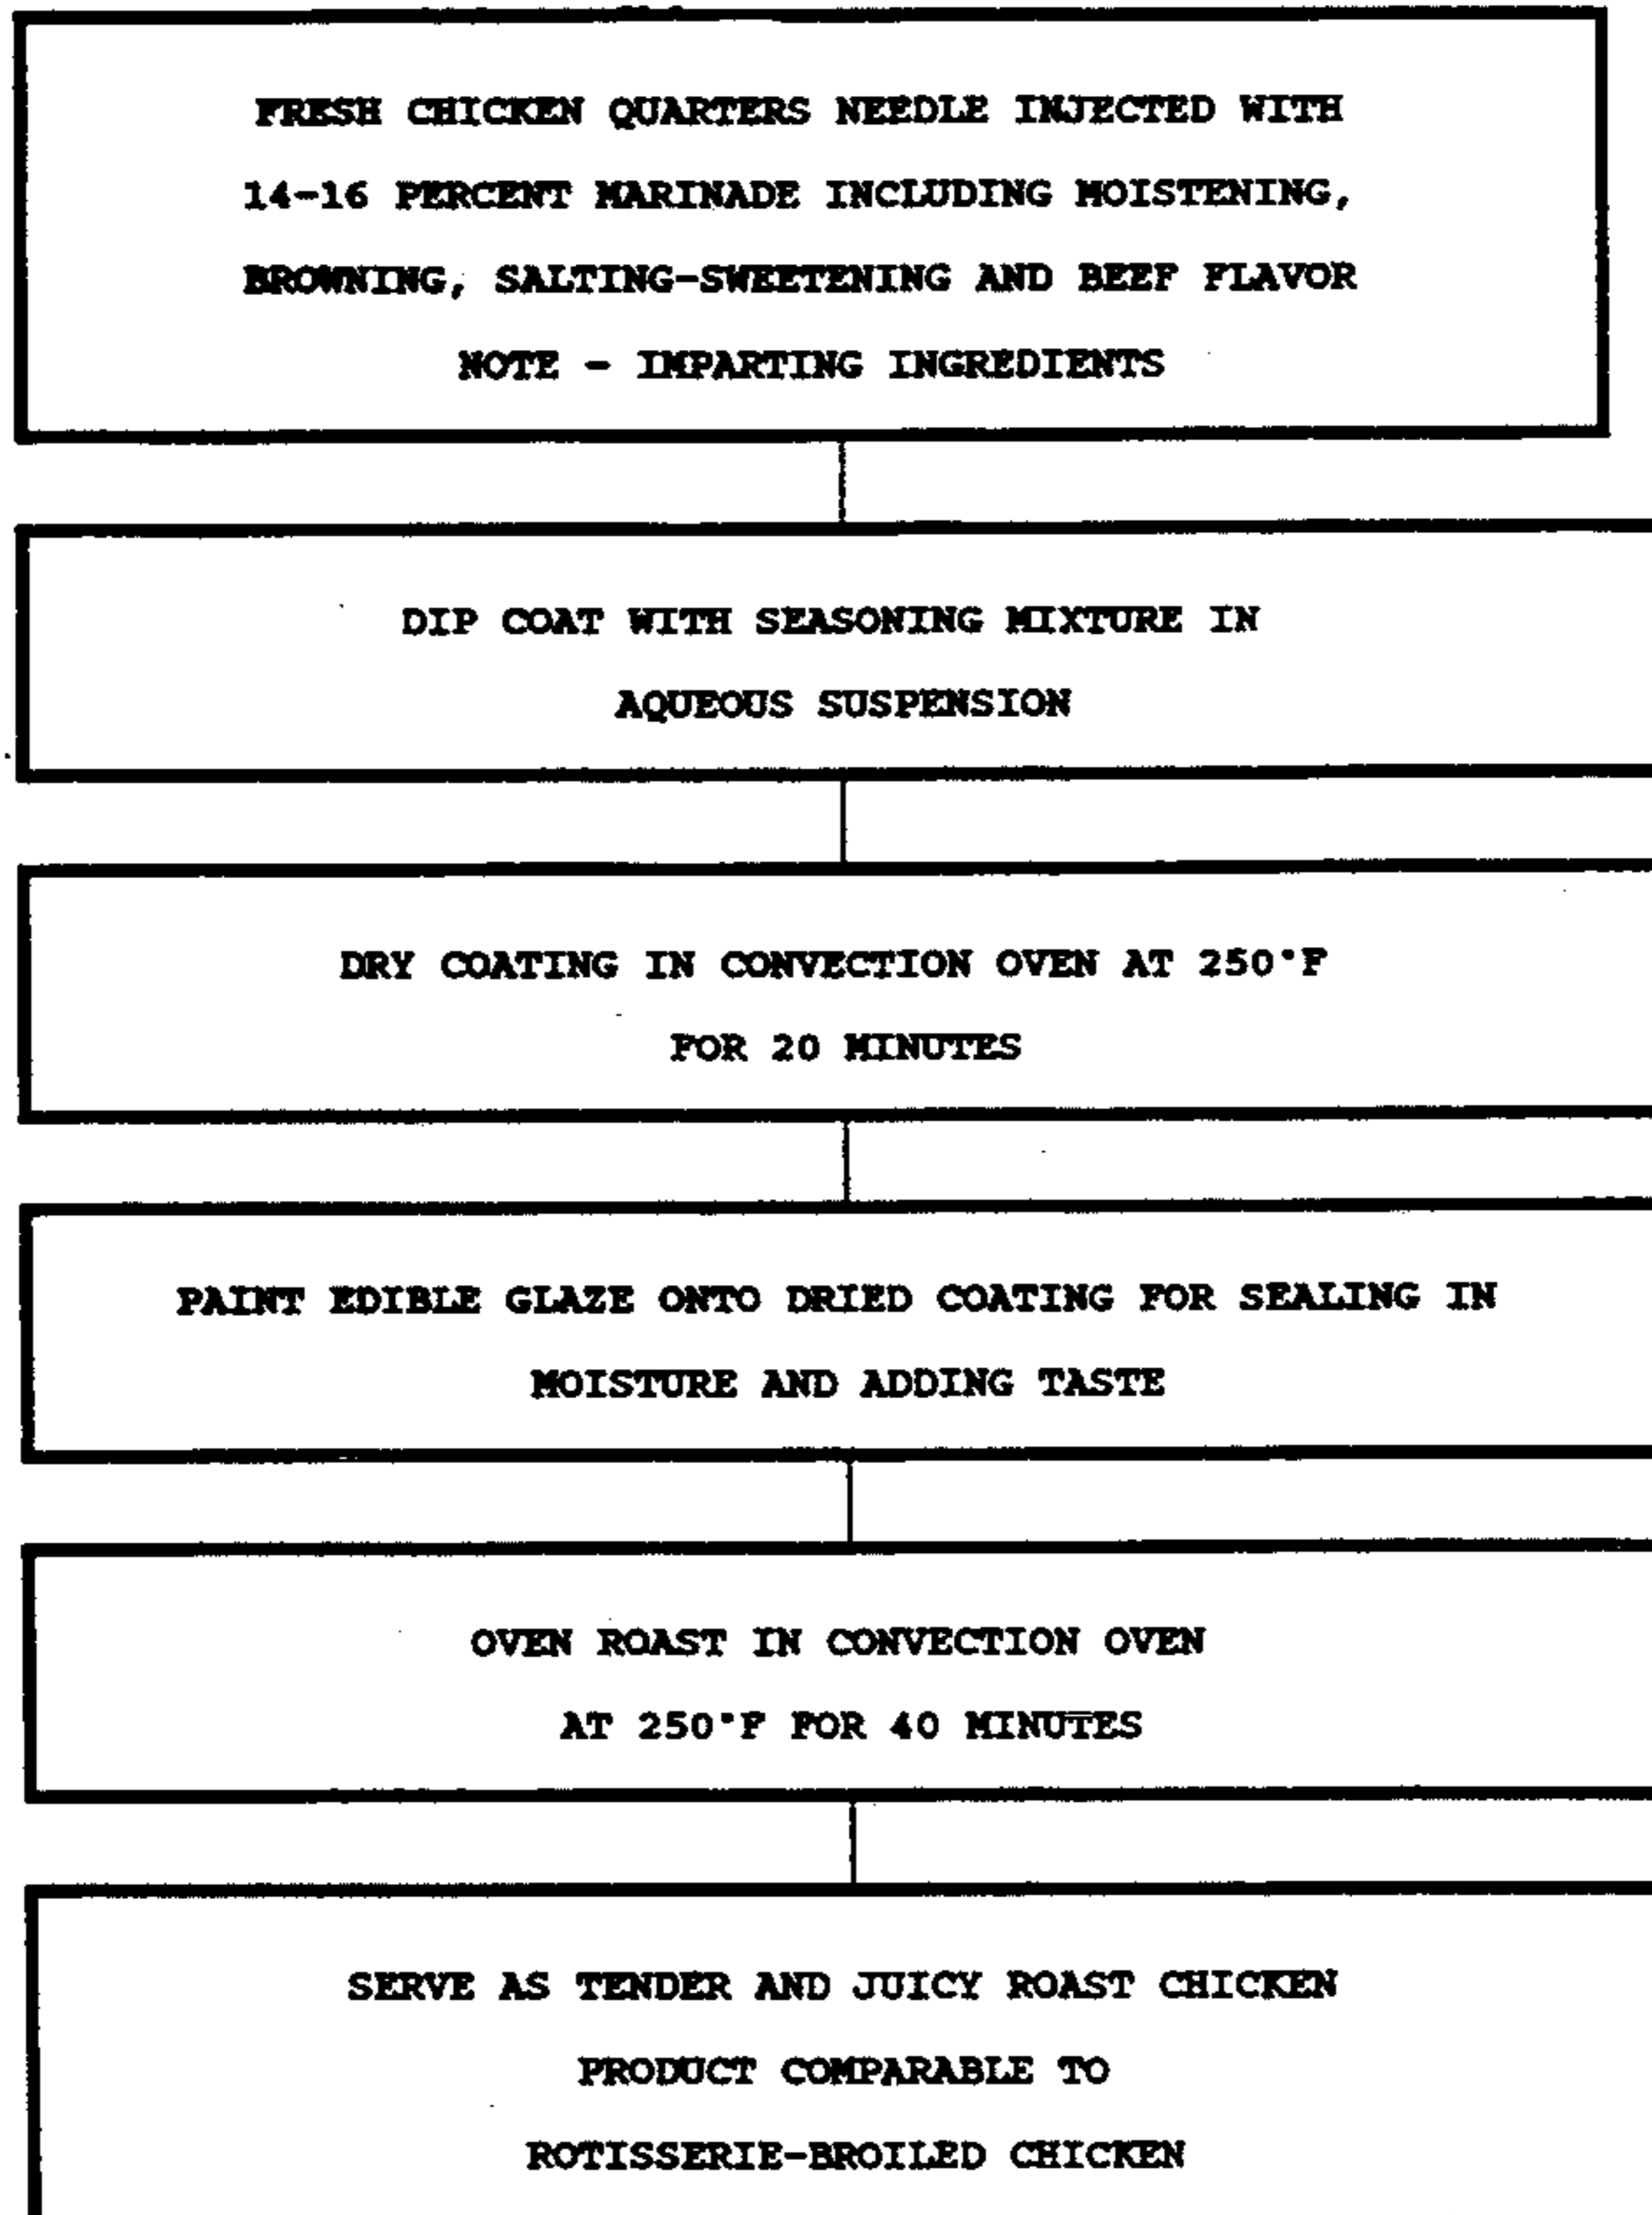 FRESH CHICKEN QUARTERS NEEDLE INJECTED WITH
14-16 PERCENT MARINADE INCLUDING MOISTENING,
BROWNING, SALTING-SWEETENING AND BEEF FLAVOR
NOTE - IMPARTING INGREDIENTS
DIP COAT WITH SEASONING MIXTURE IN
AQUEOUS SUSPENSION
DRY COATING IN CONVECTION OVEN AT 250°F
FOR 20 MINUTES
PAINT EDIBLE GLAZE ONTO DRIED COATING FOR SEALING IN
MOISTURE AND ADDING TASTE
OVEN ROAST IN CONVECTION OVEN
AT 250°F FOR 40 MINUTES
SERVE AS TENDER AND JUICY ROAST CHICKEN
PRODUCT COMPARABLE TO
ROTISSERIE-BROILED CHICKEN